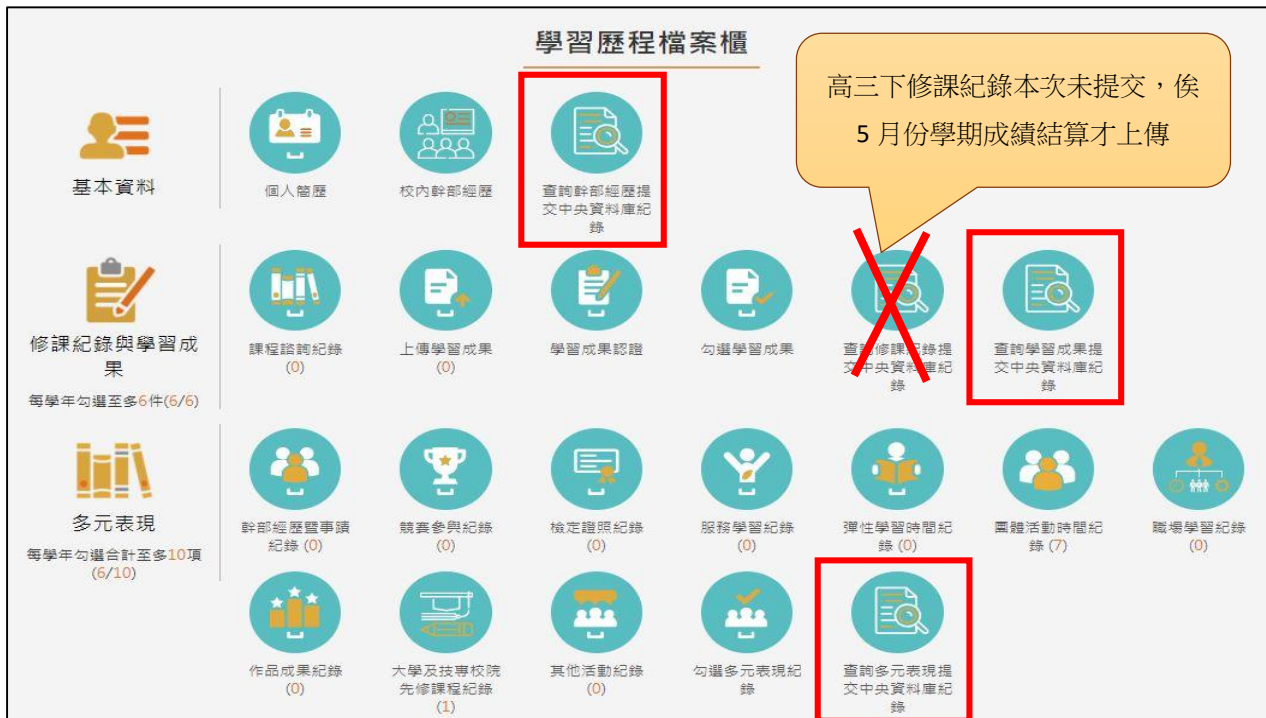 學習歷程檔案櫃
高三下修課紀錄本次未提交，俟
5 月份學期成績結算才上傳
基本資料
個人簡歷
校內幹部經歷
查詢幹部經歷提
交中央資料庫紀
錄
修課紀錄與學習成
果
每學年勾選至多6件(6/6)
課程諮詢紀錄
(0)
上傳學習成果
(0)
學習成果認證
勾選學習成果
查詢修課紀錄提
交中央資料庫紀
錄
查詢學習成果提
交中央資料庫紀
錄
多元表現
每學年勾選合計至多10項
(6/10)
幹部經歷暨事蹟
紀錄 (0)
競賽參與紀錄
(0)
檢定證照紀錄
(0)
服務學習紀錄
(0)
彈性學習時間紀
錄 (0)
團體活動時間紀
錄 (7)
職場學習紀錄
(0)
作品成果紀錄
(0)
大學及技專校院
先修課程紀錄
(1)
其他活動紀錄
(0)
勾選多元表現紀
錄
查詢多元表現提
交中央資料庫紀
錄